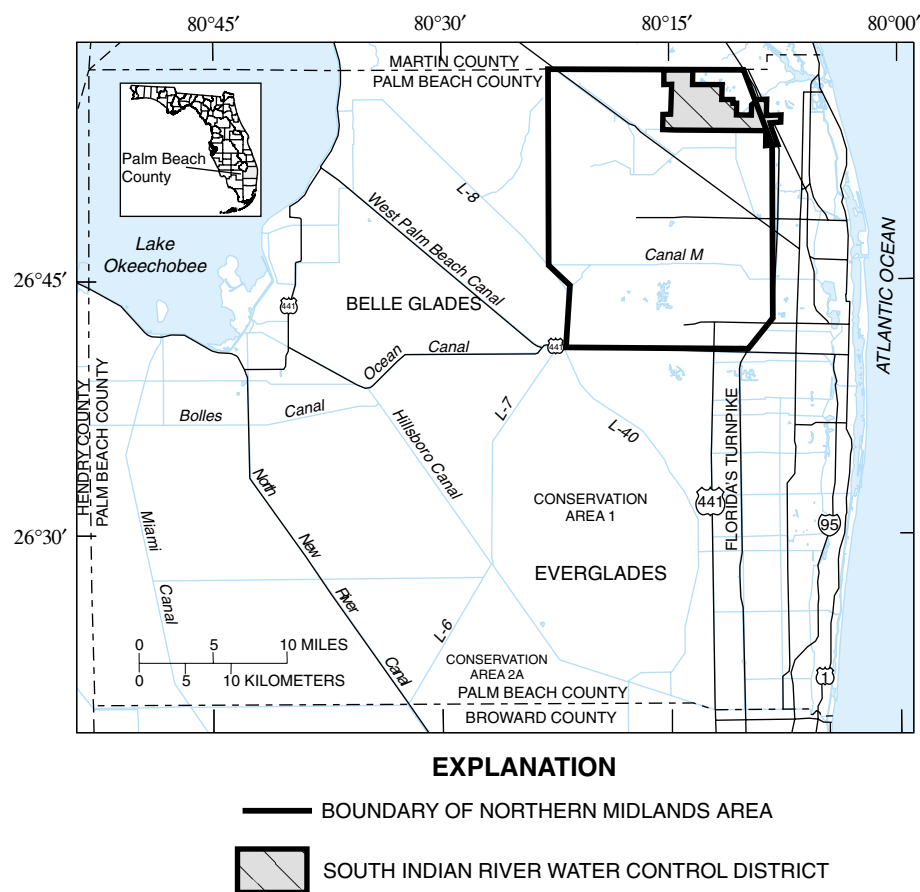 80°45′ 80°30′ 80°15′ 80°00′
MARTIN COUNTY
PALM BEACH COUNTY
Palm Beach
County
L-8
West Palm Beach Canal
Lake
Okeechobee
Canal M
ATLANTIC OCEAN
26°45′
441
BELLE GLADES
441
Ocean Canal
L-7
Bolles Canal
Hillsboro Canal
L-40
HENDRY COUNTY
PALM BEACH COUNTY
FLORIDA'S TURNPIKE
CONSERVATION
AREA 1
441
95
26°30′
Miami Canal
North New River Canal
EVERGLADES
L-6
0 5 10 MILES
0 5 10 KILOMETERS
CONSERVATION
AREA 2A
1
PALM BEACH COUNTY
BROWARD COUNTY
EXPLANATION
BOUNDARY OF NORTHERN MIDLANDS AREA
SOUTH INDIAN RIVER WATER CONTROL DISTRICT